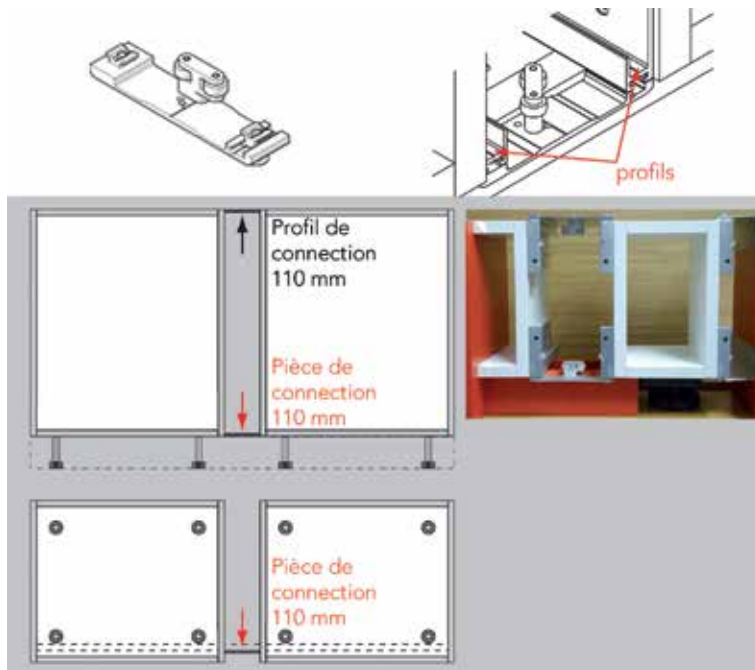 profils
Profil de
connection
110 mm
Pièce de
connection
110 mm
Pièce de
connection
110 mm